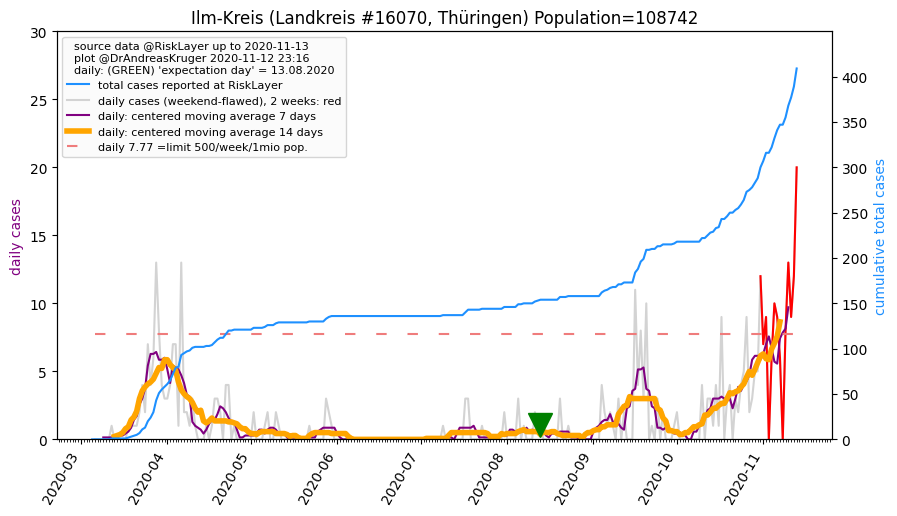 Ilm-Kreis (Landkreis #16070, Thüringen) Population=108742
source data @RiskLayer up to 2020-11-13
plot @DrAndreasKruger 2020-11-12 23:16
daily: (GREEN) 'expectation day' = 13.08.2020
total cases reported at RiskLayer
daily cases (weekend-flawed), 2 weeks: red
daily: centered moving average 7 days
daily: centered moving average 14 days
daily 7.77 =limit 500/week/1mio pop.
daily cases
30
25
20
15
10
5
0
cumulative total cases
400
350
300
250
200
150
100
50
0
2020-03
2020-04
2020-05
2020-06
2020-07
2020-08
2020-09
2020-10
2020-11